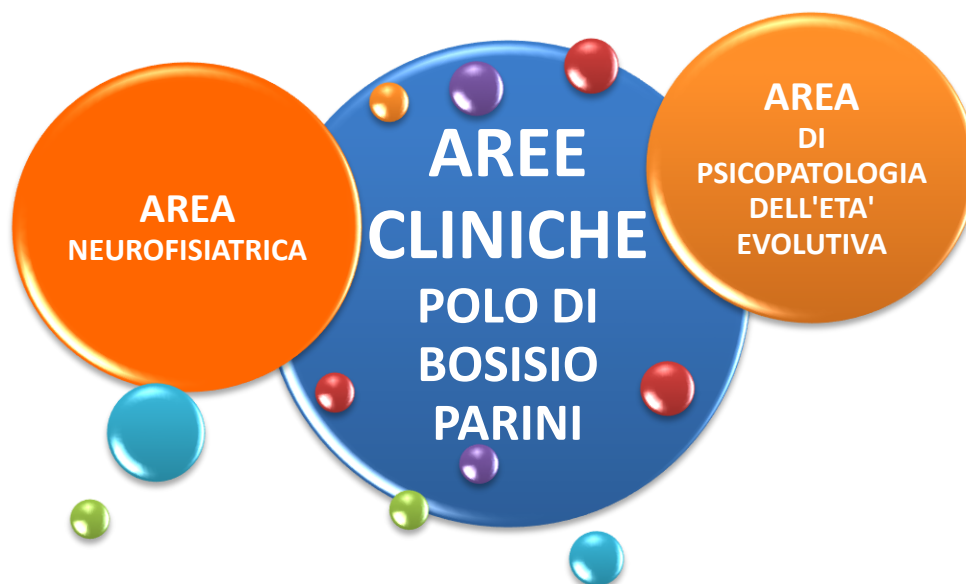 AREA
NEUROFISIATRICA
AREE
CLINICHE
POLO DI
BOSISIO
PARINI
AREA
DI
PSICOPATOLOGIA
DELL'ETA'
EVOLUTIVA